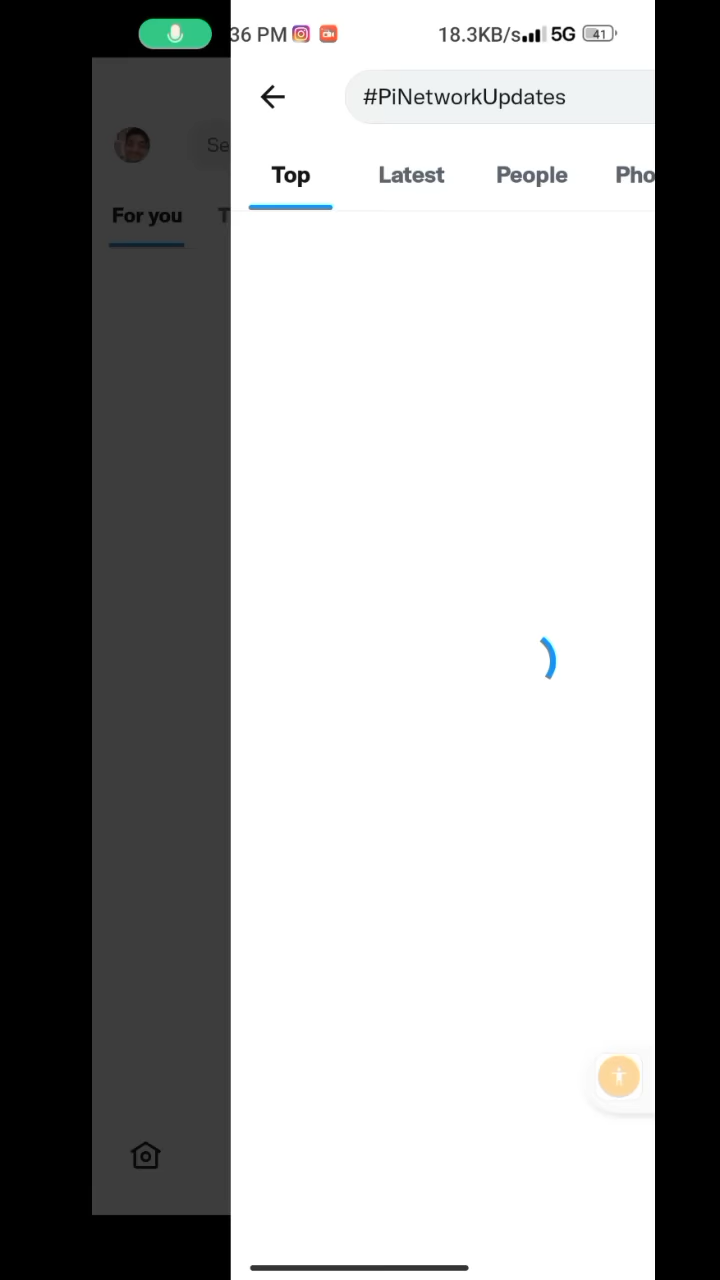 36 PM 18.3KB/s 5G 41
#PiNetworkUpdates
Se
Top Latest People Pho
For you T